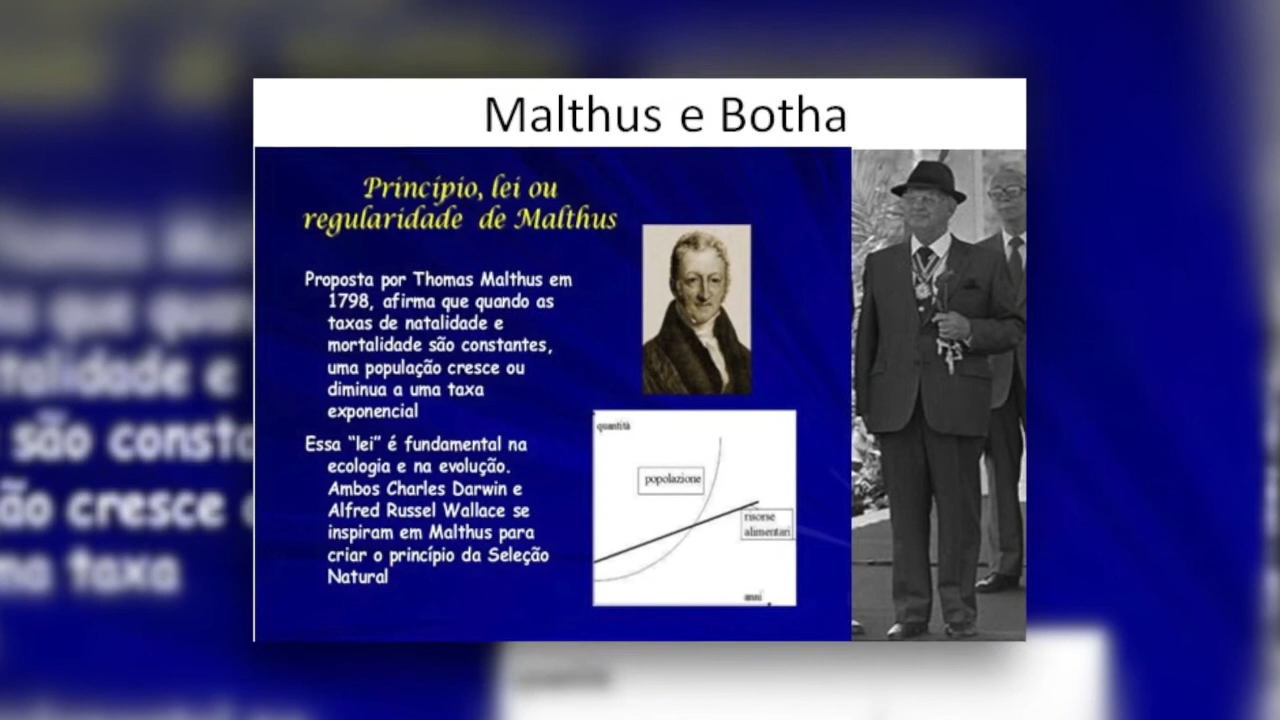 Malthus e Botha
Princípio, lei ou
regularidade de Malthus
Proposta por Thomas Malthus em
1798, afirma que quando as
taxas de natalidade e
mortalidade são constantes,
uma população cresce ou
diminua a uma taxa
exponencial
Essa “lei” é fundamental na
ecologia e na evolução.
Ambos Charles Darwin e
Alfred Russel Wallace se
inspiram em Malthus para
criar o princípio da Seleção
Natural
quantità
popolazione
risorse
alimentari
anni